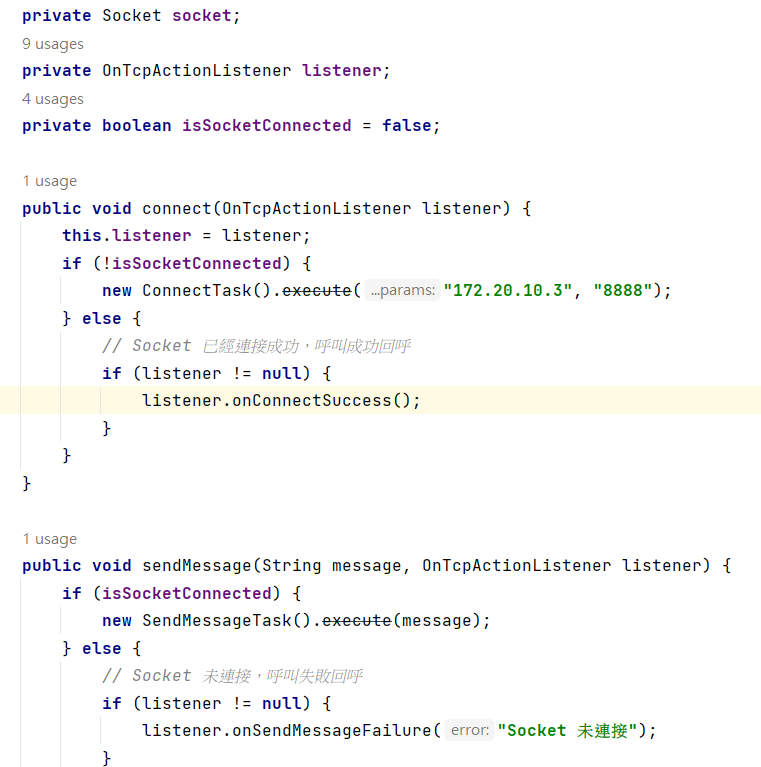 private Socket socket;
9 usages
private OnTcpActionListener listener;
4 usages
private boolean isSocketConnected = false;
1 usage
public void connect(OnTcpActionListener listener) {
this.listener = listener;
if (!isSocketConnected) {
new ConnectTask().execute( ...params: "172.20.10.3", "8888");
} else {
// Socket 已經連接成功，呼叫成功回呼
if (listener != null) {
listener.onConnectSuccess();
}
}
}
1 usage
public void sendMessage(String message, OnTcpActionListener listener) {
if (isSocketConnected) {
new SendMessageTask().execute(message);
} else {
// Socket 未連接，呼叫失敗回呼
if (listener != null) {
listener.onSendMessageFailure( error: "Socket 未連接");
}